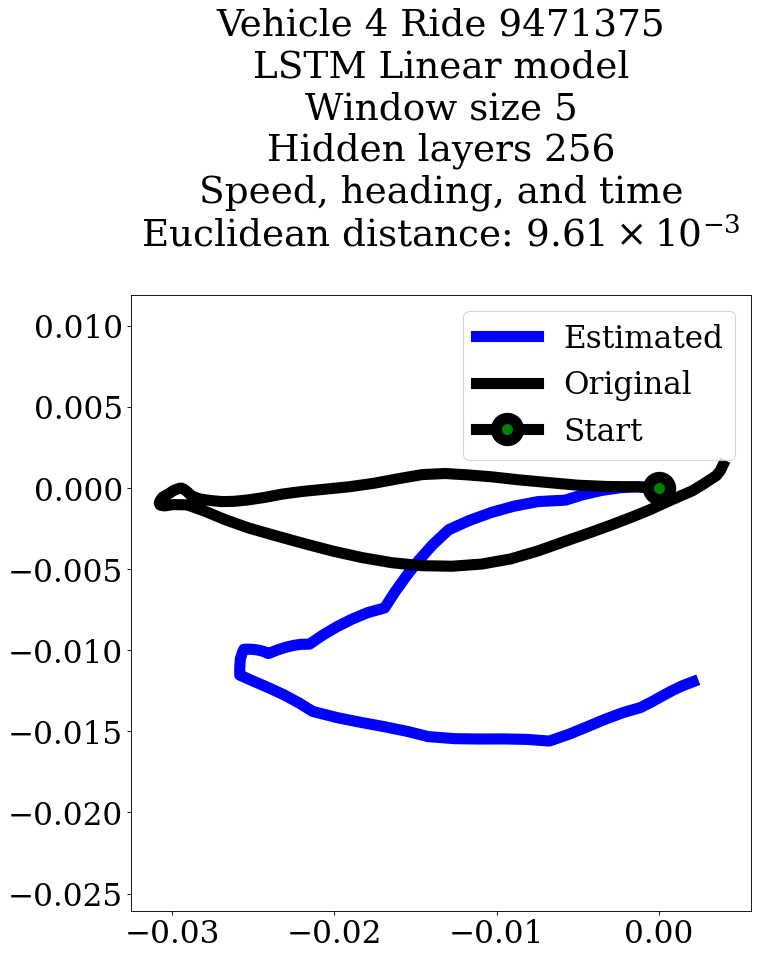 Vehicle 4 Ride 9471375
LSTM Linear model
Window size 5
Hidden layers 256
Speed, heading, and time
Euclidean distance: 9.61 × 10⁻³
Estimated
Original
Start
0.010
0.005
0.000
−0.005
−0.010
−0.015
−0.020
−0.025
−0.03 −0.02 −0.01 0.00